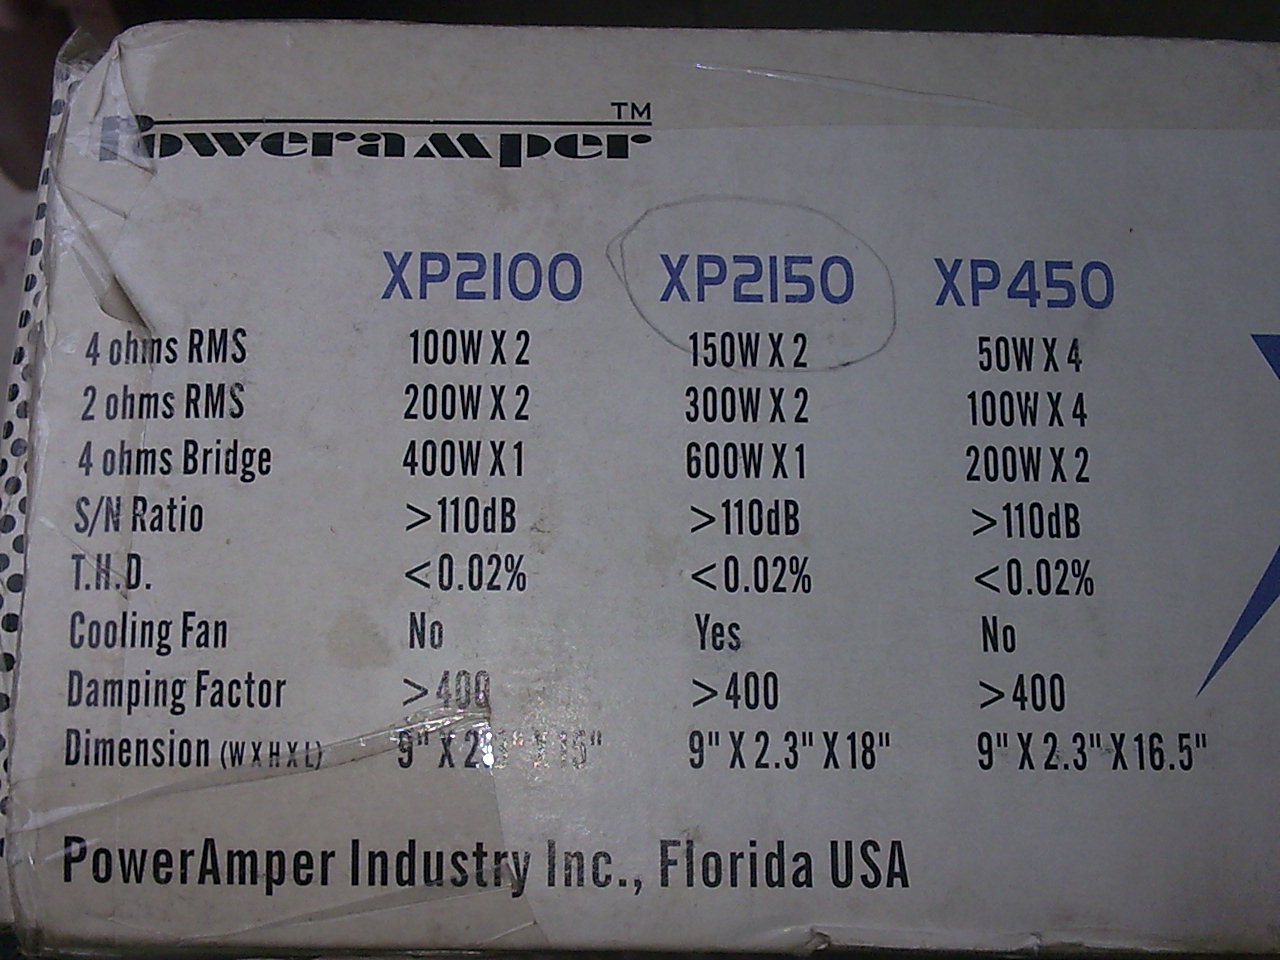 Poweramper TM
XP2100 XP2150 XP450
4 ohms RMS 100W X 2 150W X 2 50W X 4
2 ohms RMS 200W X 2 300W X 2 100W X 4
4 ohms Bridge 400W X 1 600W X 1 200W X 2
S/N Ratio >110dB >110dB >110dB
T.H.D. <0.02% <0.02% <0.02%
Cooling Fan No Yes No
Damping Factor >400 >400 >400
Dimension (W X H X L) 9" X 9" X 2.3" X 18" 9" X 2.3" X 16.5"
PowerAmper Industry Inc., Florida USA